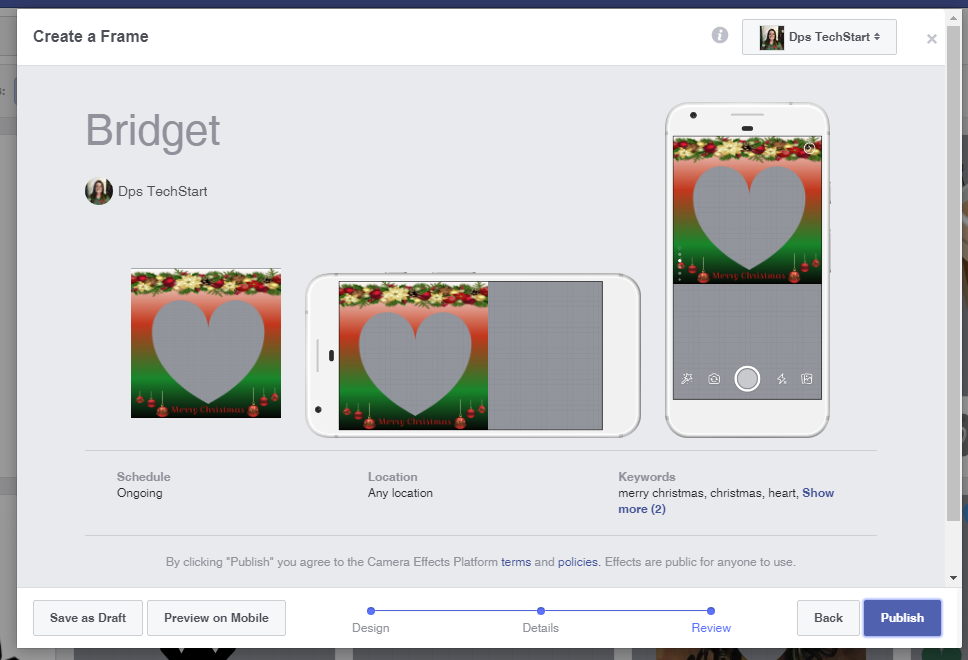 Create a Frame
Dps TechStart
Bridget
Dps TechStart
Merry Christmas
Merry Christmas
Merry Christmas
Schedule
Ongoing
Location
Any location
Keywords
merry christmas, christmas, heart, Show
more (2)
By clicking "Publish" you agree to the Camera Effects Platform terms and policies. Effects are public for anyone to use.
Save as Draft
Preview on Mobile
Design
Details
Review
Back
Publish